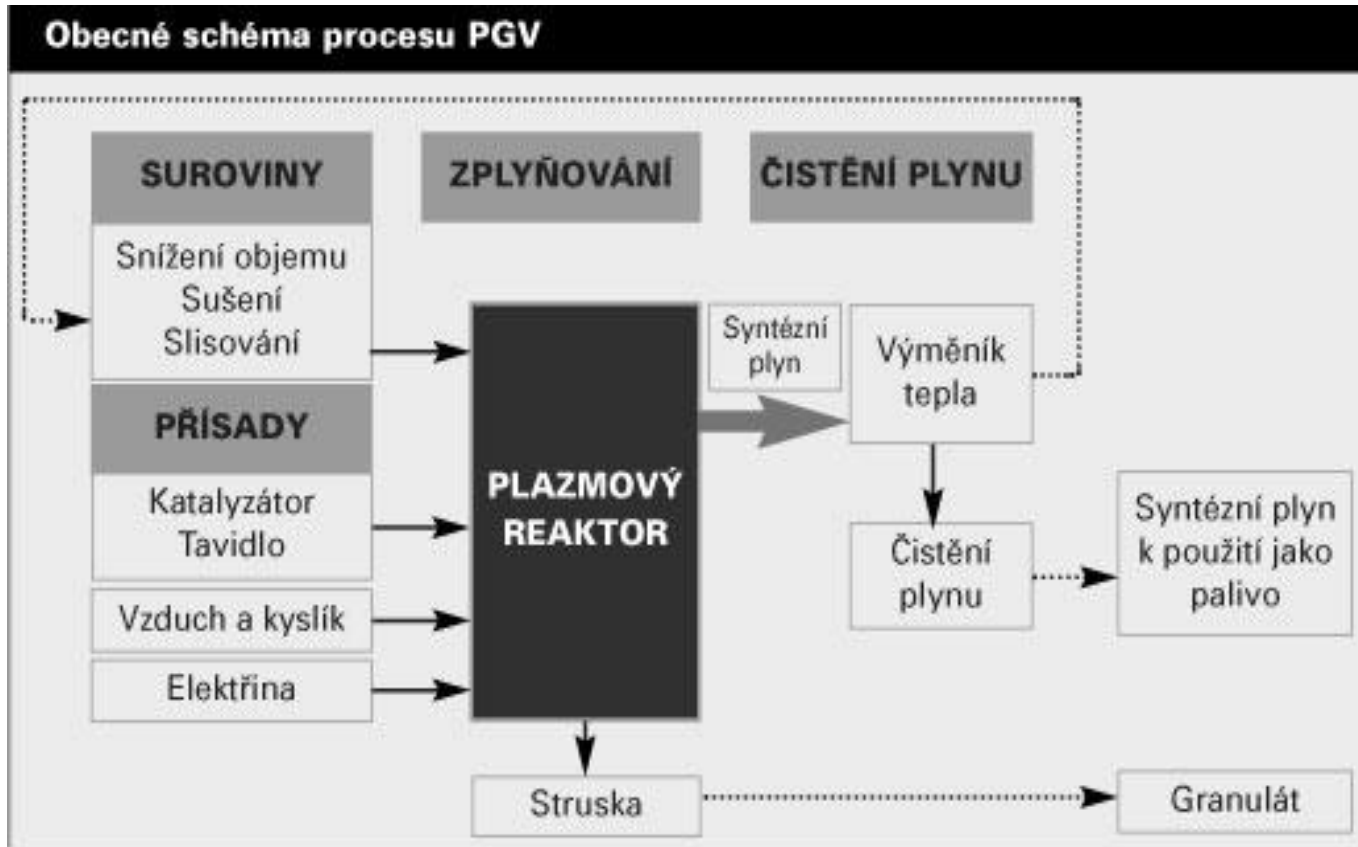 Obecné schéma procesu PGV
SUROVINY
Snížení objemu
Sušení
Slisování
PŘÍSADY
Katalyzátor
Tavidlo
Vzduch a kyslík
Elektřina
ZPLYŇOVÁNÍ
PLAZMOVÝ
REAKTOR
Struska
ČISTĚNÍ PLYNU
Syntézní
plyn
Výměník
tepla
Čistění
plynu
Syntézní plyn
k použití jako
palivo
Granulát